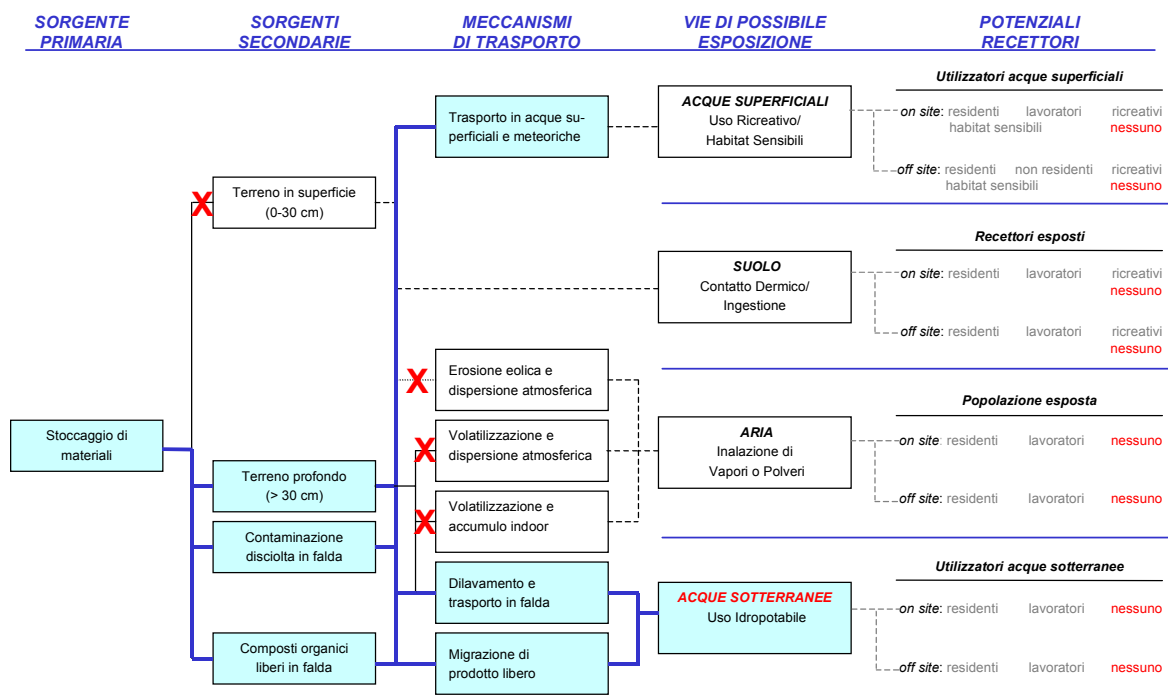 SORGENTE
PRIMARIA
SORGENTI
SECONDARIE
MECCANISMI
DI TRASPORTO
VIE DI POSSIBILE
ESPOSIZIONE
POTENZIALI
RECETTORI
Stoccaggio di
materiali
X
Terreno in superficie
(0-30 cm)
Terreno profondo
(> 30 cm)
Contaminazione
disciolta in falda
Composti organici
liberi in falda
Trasporto in acque su-
perficiali e meteoriche
X
Erosione eolica e
dispersione atmosferica
X
Volatilizzazione e
dispersione atmosferica
X
Volatilizzazione e
accumulo indoor
Dilavamento e
trasporto in falda
Migrazione di
prodotto libero
ACQUE SUPERFICIALI
Uso Ricreativo/
Habitat Sensibili
SUOLO
Contatto Dermico/
Ingestione
ARIA
Inalazione di
Vapori o Polveri
ACQUE SOTTERRANEE
Uso Idropotabile
Utilizzatori acque superficiali
on site: residenti lavoratori ricreativi
habitat sensibili nessuno
off site: residenti non residenti ricreativi
habitat sensibili nessuno
Recettori esposti
on site: residenti lavoratori ricreativi
nessuno
off site: residenti lavoratori ricreativi
nessuno
Popolazione esposta
on site: residenti lavoratori nessuno
off site: residenti lavoratori nessuno
Utilizzatori acque sotterranee
on site: residenti lavoratori nessuno
off site: residenti lavoratori nessuno